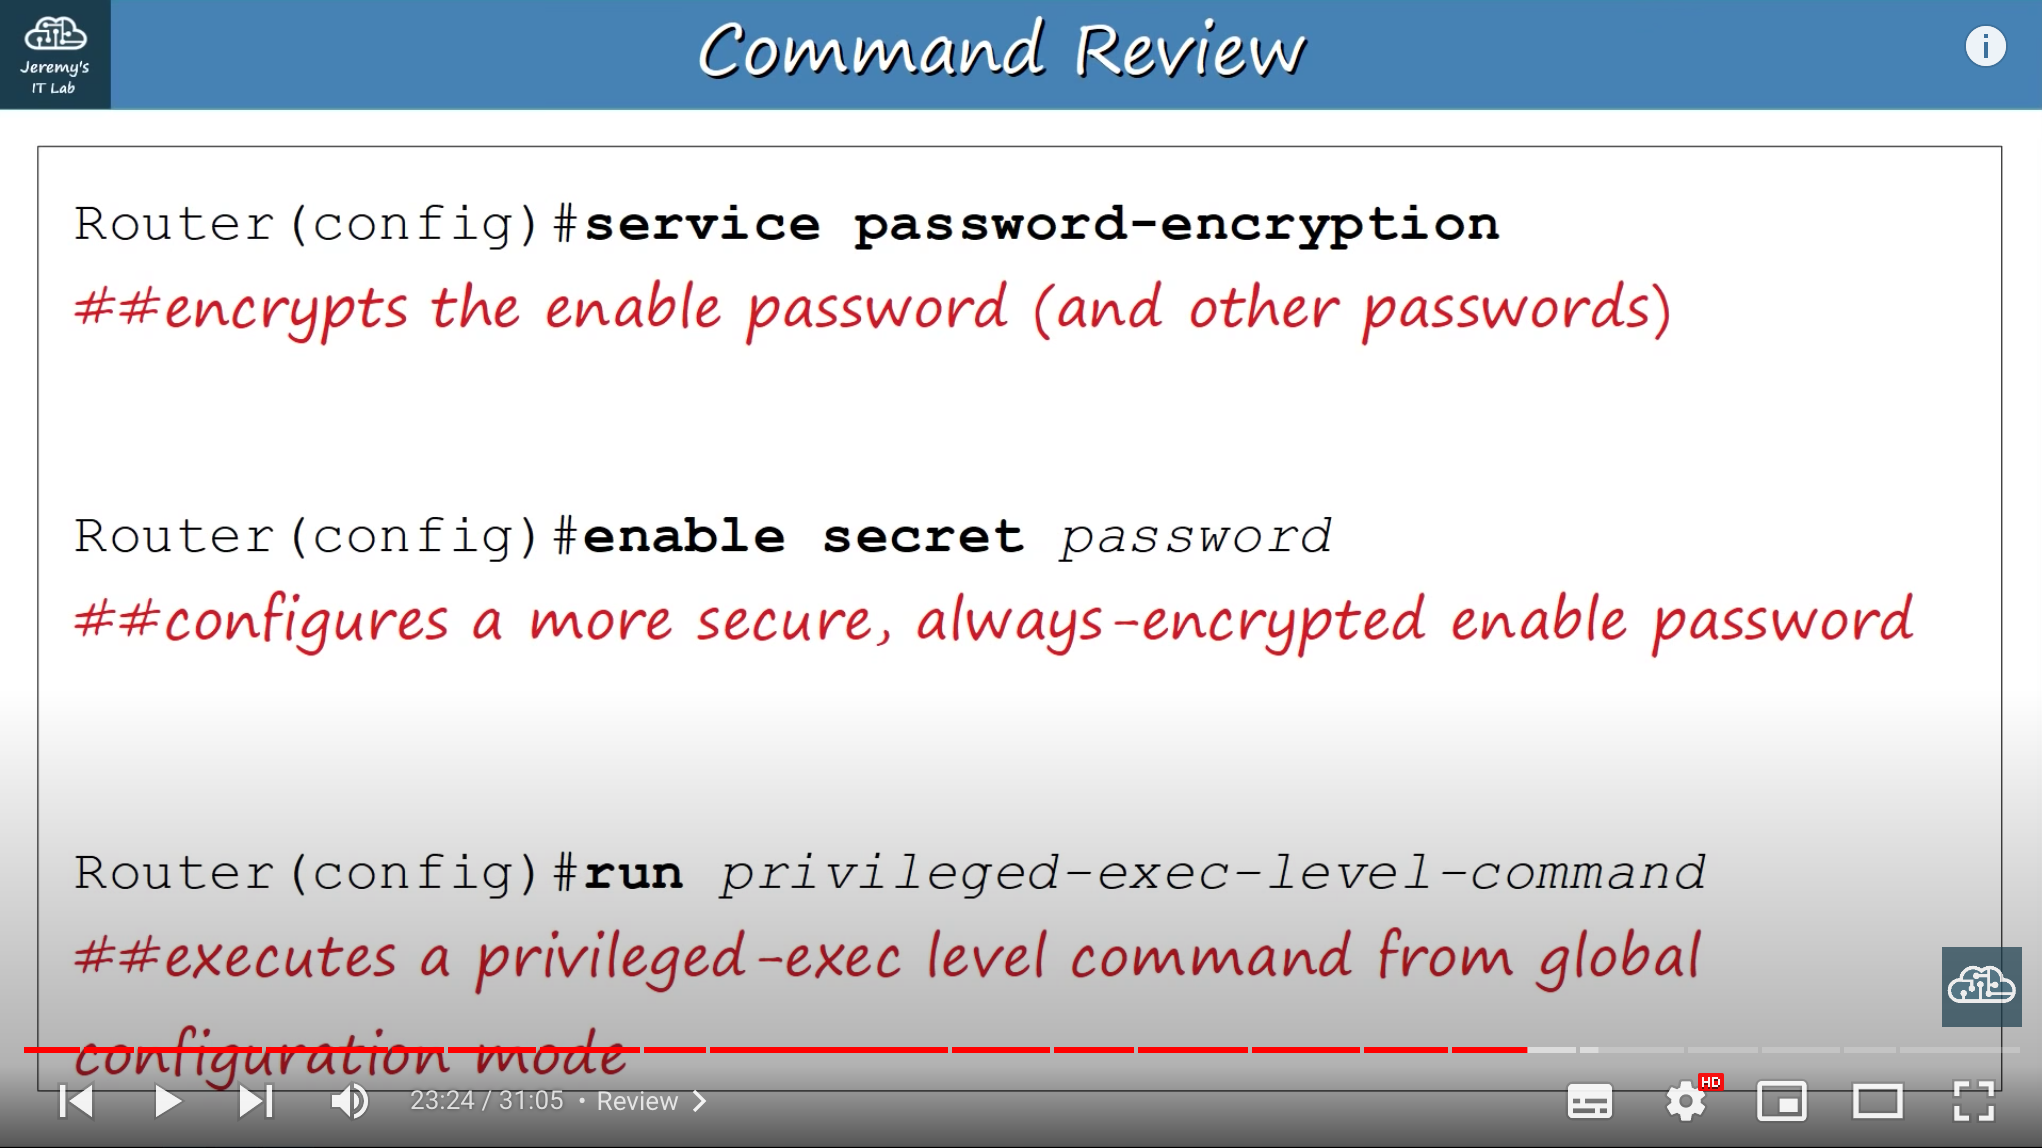 Jeremy's
IT Lab
Command Review
Router(config)#service password-encryption
##encrypts the enable password (and other passwords)
Router(config)#enable secret password
##configures a more secure, always-encrypted enable password
Router(config)#run privileged-exec-level-command
##executes a privileged-exec level command from global
configuration mode
23:24 / 31:05 • Review
HD